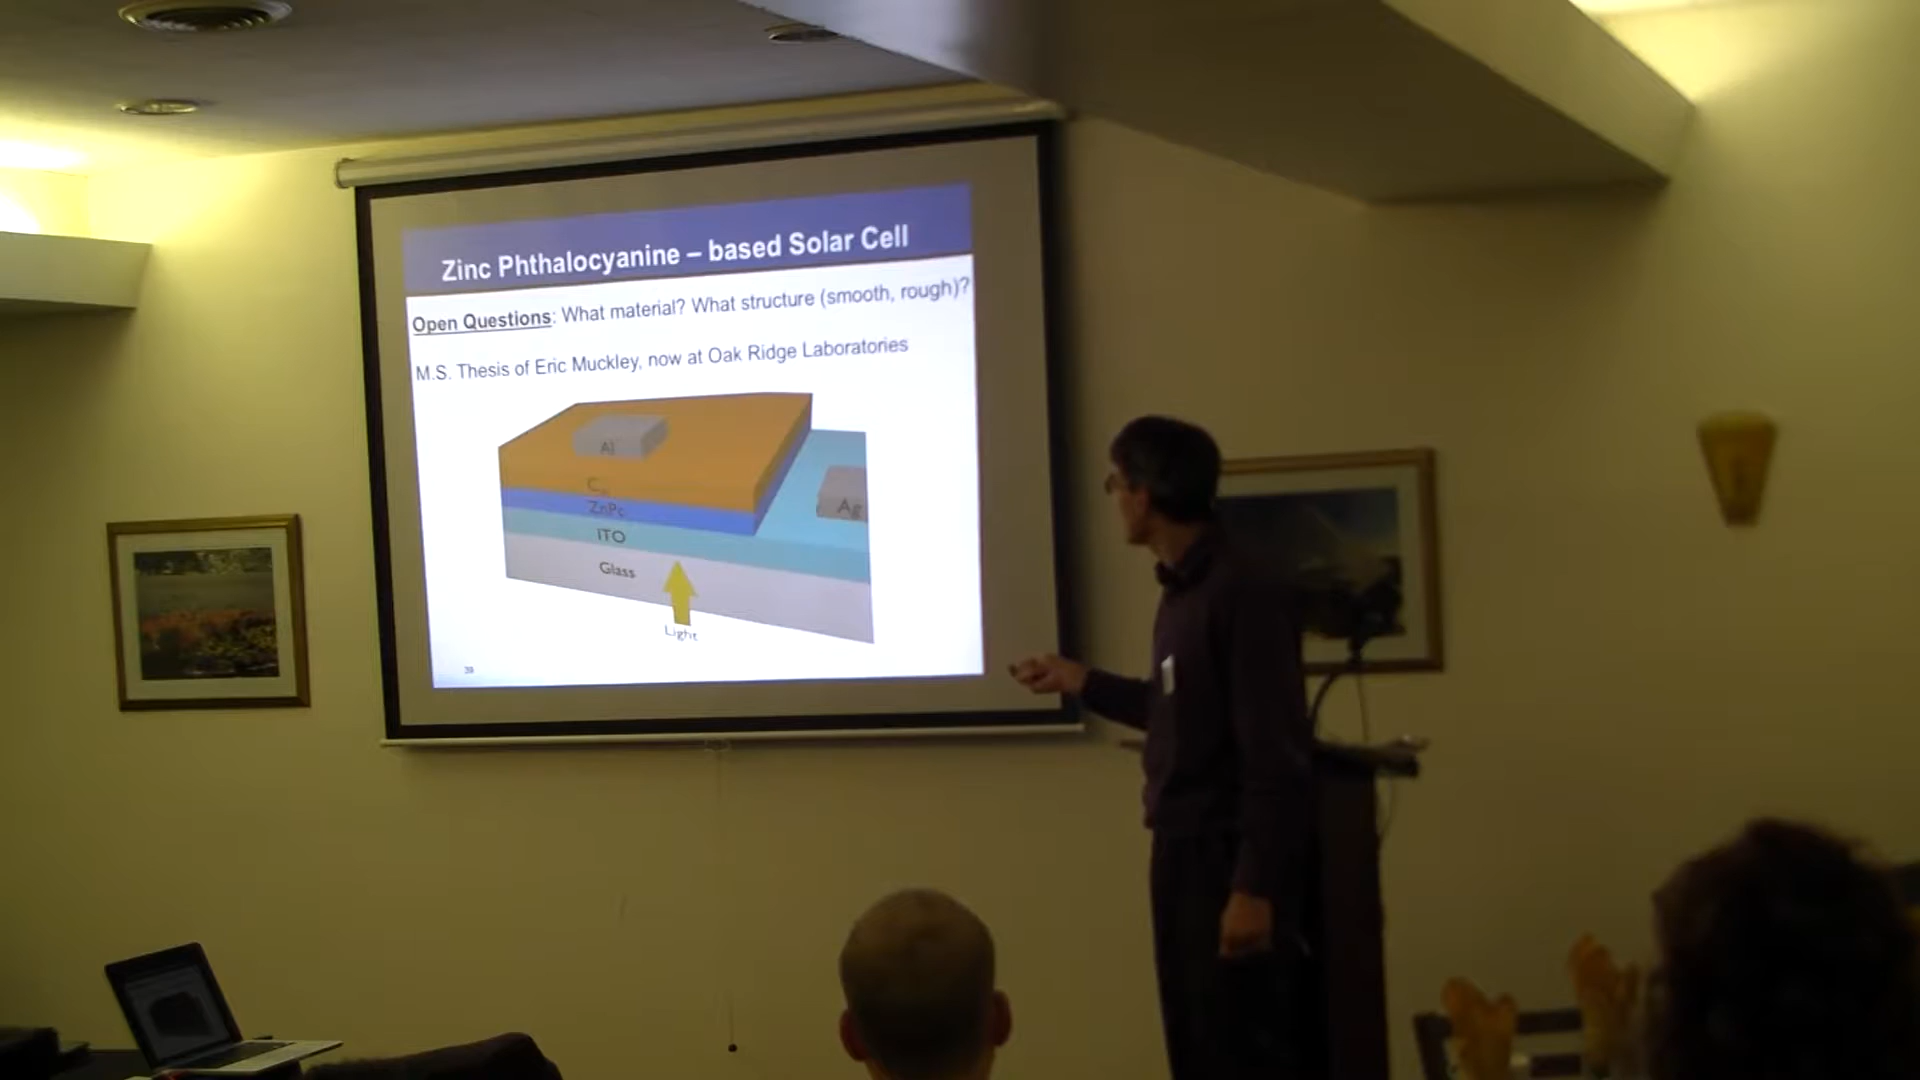 Zinc Phthalocyanine – based Solar Cell
Open Questions: What material? What structure (smooth, rough)?
M.S. Thesis of Eric Muckley, now at Oak Ridge Laboratories
Al
ZnPc
Ag
ITO
Glass
Light